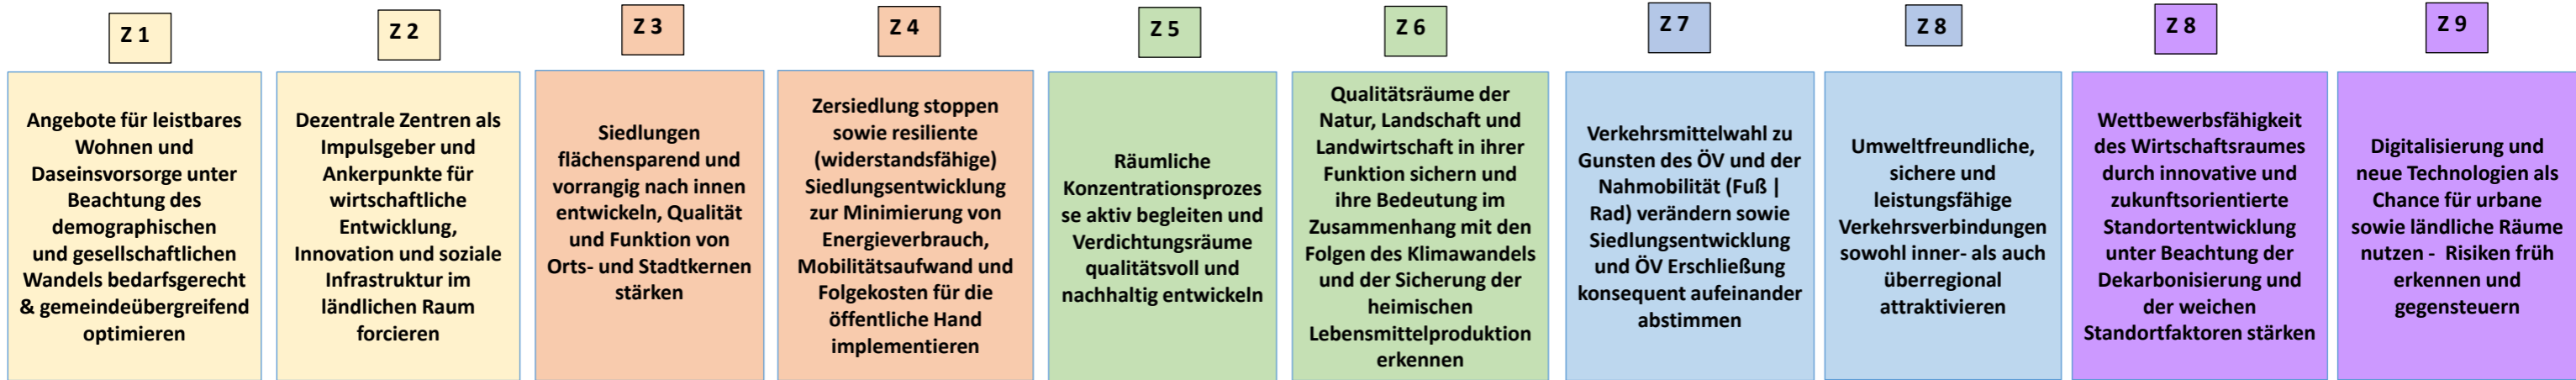 Z 1
Angebote für leistbares
Wohnen und
Daseinsvorsorge unter
Beachtung des
demographischen
und gesellschaftlichen
Wandels bedarfsgerecht
& gemeindeübergreifend
optimieren
Z 2
Dezentrale Zentren als
Impulsgeber und
Ankerpunkte für
wirtschaftliche
Entwicklung,
Innovation und soziale
Infrastruktur im
ländlichen Raum
forcieren
Z 3
Siedlungen
flächensparend und
vorrangig nach innen
entwickeln, Qualität
und Funktion von
Orts- und Stadtkernen
stärken
Z 4
Zersiedlung stoppen
sowie resiliente
(widerstandsfähige)
Siedlungsentwicklung
zur Minimierung von
Energieverbrauch,
Mobilitätsaufwand und
Folgekosten für die
öffentliche Hand
implementieren
Z 5
Räumliche
Konzentrationsprozes
se aktiv begleiten und
Verdichtungsräume
qualitätsvoll und
nachhaltig entwickeln
Z 6
Qualitätsräume der
Natur, Landschaft und
Landwirtschaft in ihrer
Funktion sichern und
ihre Bedeutung im
Zusammenhang mit den
Folgen des Klimawandels
und der Sicherung der
heimischen
Lebensmittelproduktion
erkennen
Z 7
Verkehrsmittelwahl zu
Gunsten des ÖV und der
Nahmobilität (Fuß |
Rad) verändern sowie
Siedlungsentwicklung
und ÖV Erschließung
konsequent aufeinander
abstimmen
Z 8
Umweltfreundliche,
sichere und
leistungsfähige
Verkehrsverbindungen
sowohl inner- als auch
überregional
attraktivieren
Z 8
Wettbewerbsfähigkeit
des Wirtschaftsraumes
durch innovative und
zukunftsorientierte
Standortentwicklung
unter Beachtung der
Dekarbonisierung und
der weichen
Standortfaktoren stärken
Z 9
Digitalisierung und
neue Technologien als
Chance für urbane
sowie ländliche Räume
nutzen - Risiken früh
erkennen und
gegensteuern